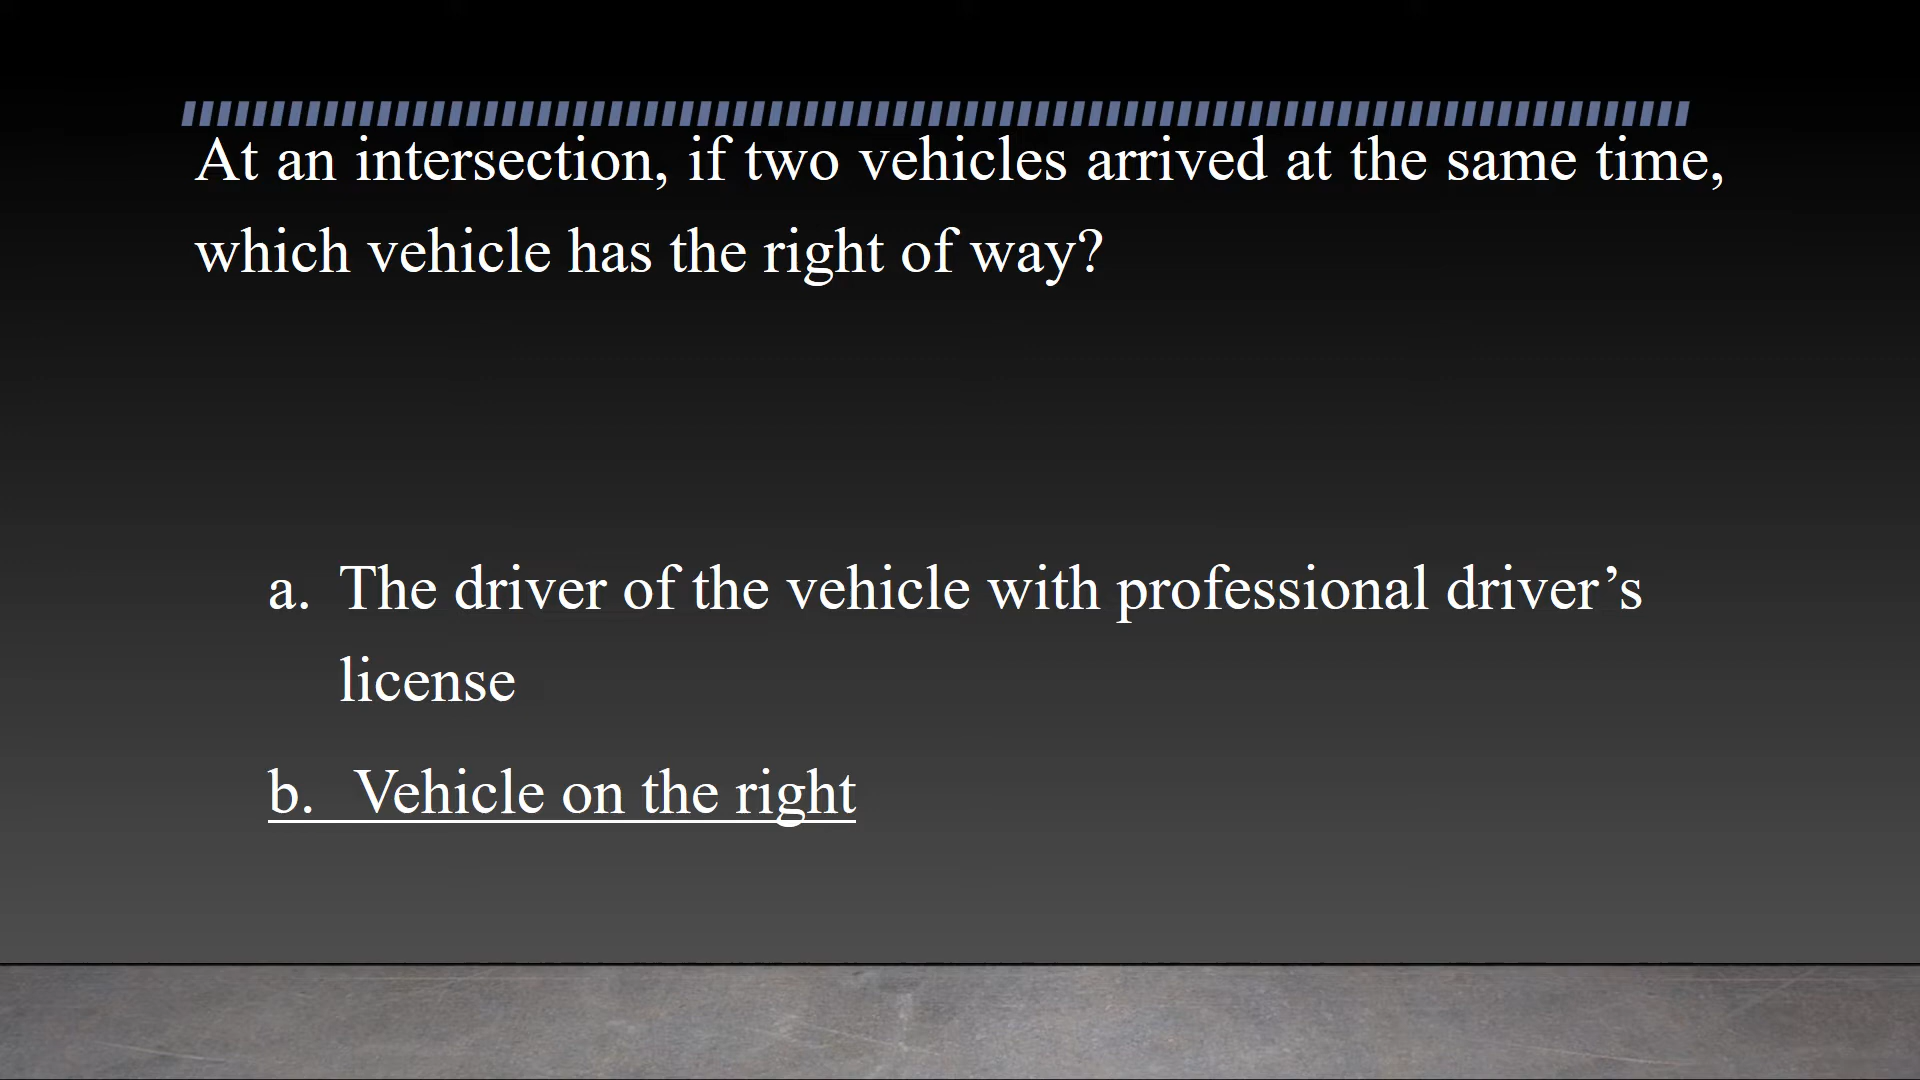 At an intersection, if two vehicles arrived at the same time,
which vehicle has the right of way?
a. The driver of the vehicle with professional driver’s
license
b. Vehicle on the right